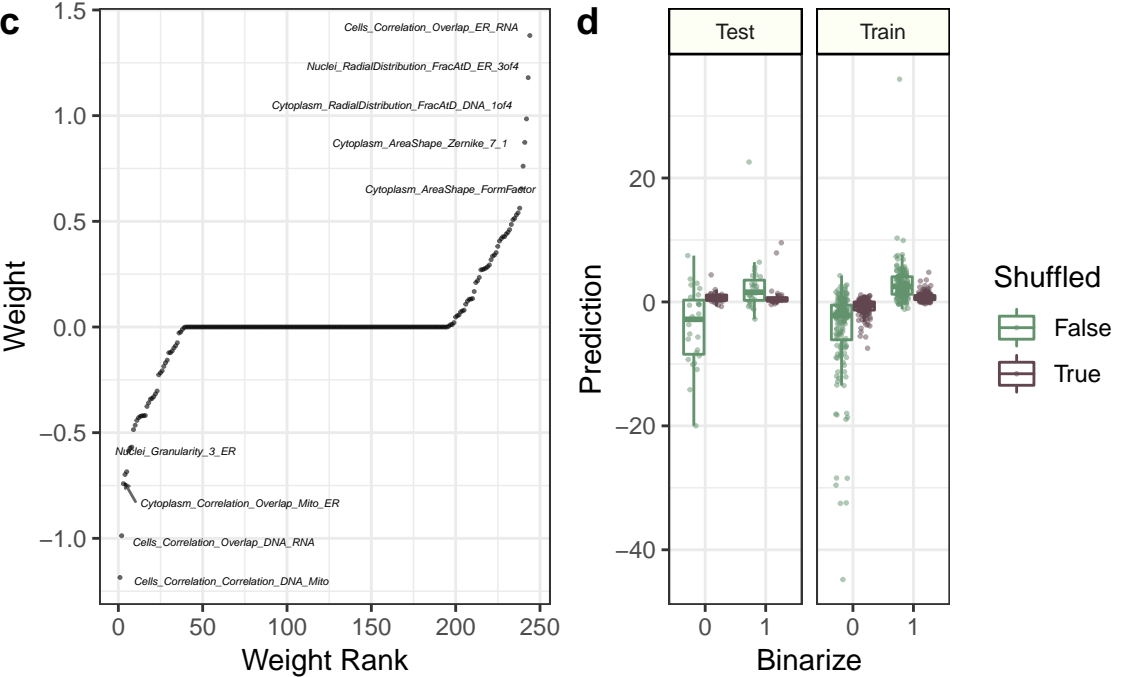 c
1.5
1.0
0.5
0.0
−0.5
−1.0
Weight
Cells_Correlation_Overlap_ER_RNA
Nuclei_RadialDistribution_FracAtD_ER_3of4
Cytoplasm_RadialDistribution_FracAtD_DNA_1of4
Cytoplasm_AreaShape_Zernike_7_1
Cytoplasm_AreaShape_FormFactor
Nuclei_Granularity_3_ER
Cytoplasm_Correlation_Overlap_Mito_ER
Cells_Correlation_Overlap_DNA_RNA
Cells_Correlation_Correlation_DNA_Mito
0 50 100 150 200 250
Weight Rank
d
Test Train
20
0
−20
−40
Prediction
0 1 0 1
Binarize
Shuffled
False
True